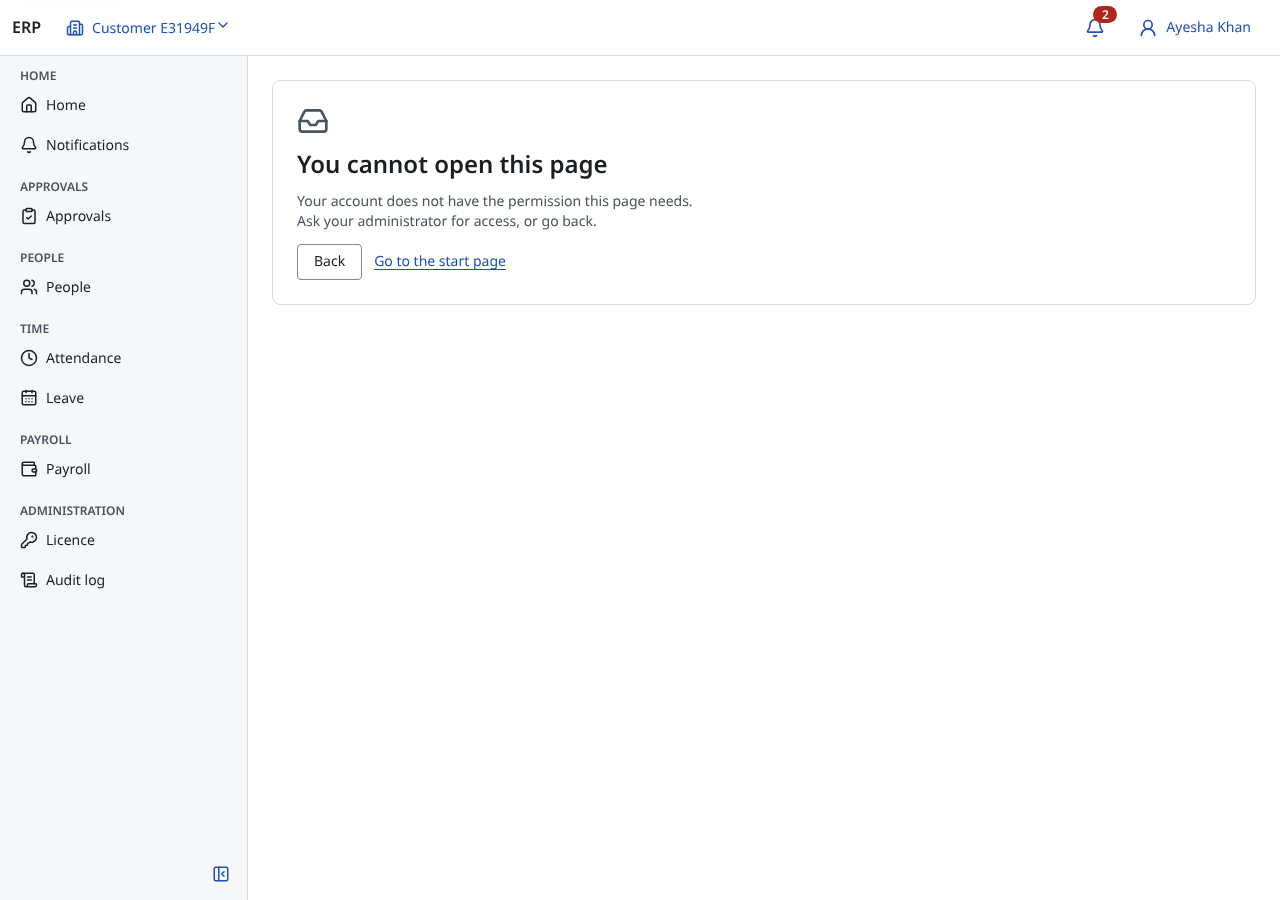 ERP
Customer E31949F
2
Ayesha Khan
HOME
Home
Notifications
APPROVALS
Approvals
PEOPLE
People
TIME
Attendance
Leave
PAYROLL
Payroll
ADMINISTRATION
Licence
Audit log
You cannot open this page
Your account does not have the permission this page needs.
Ask your administrator for access, or go back.
Back
Go to the start page